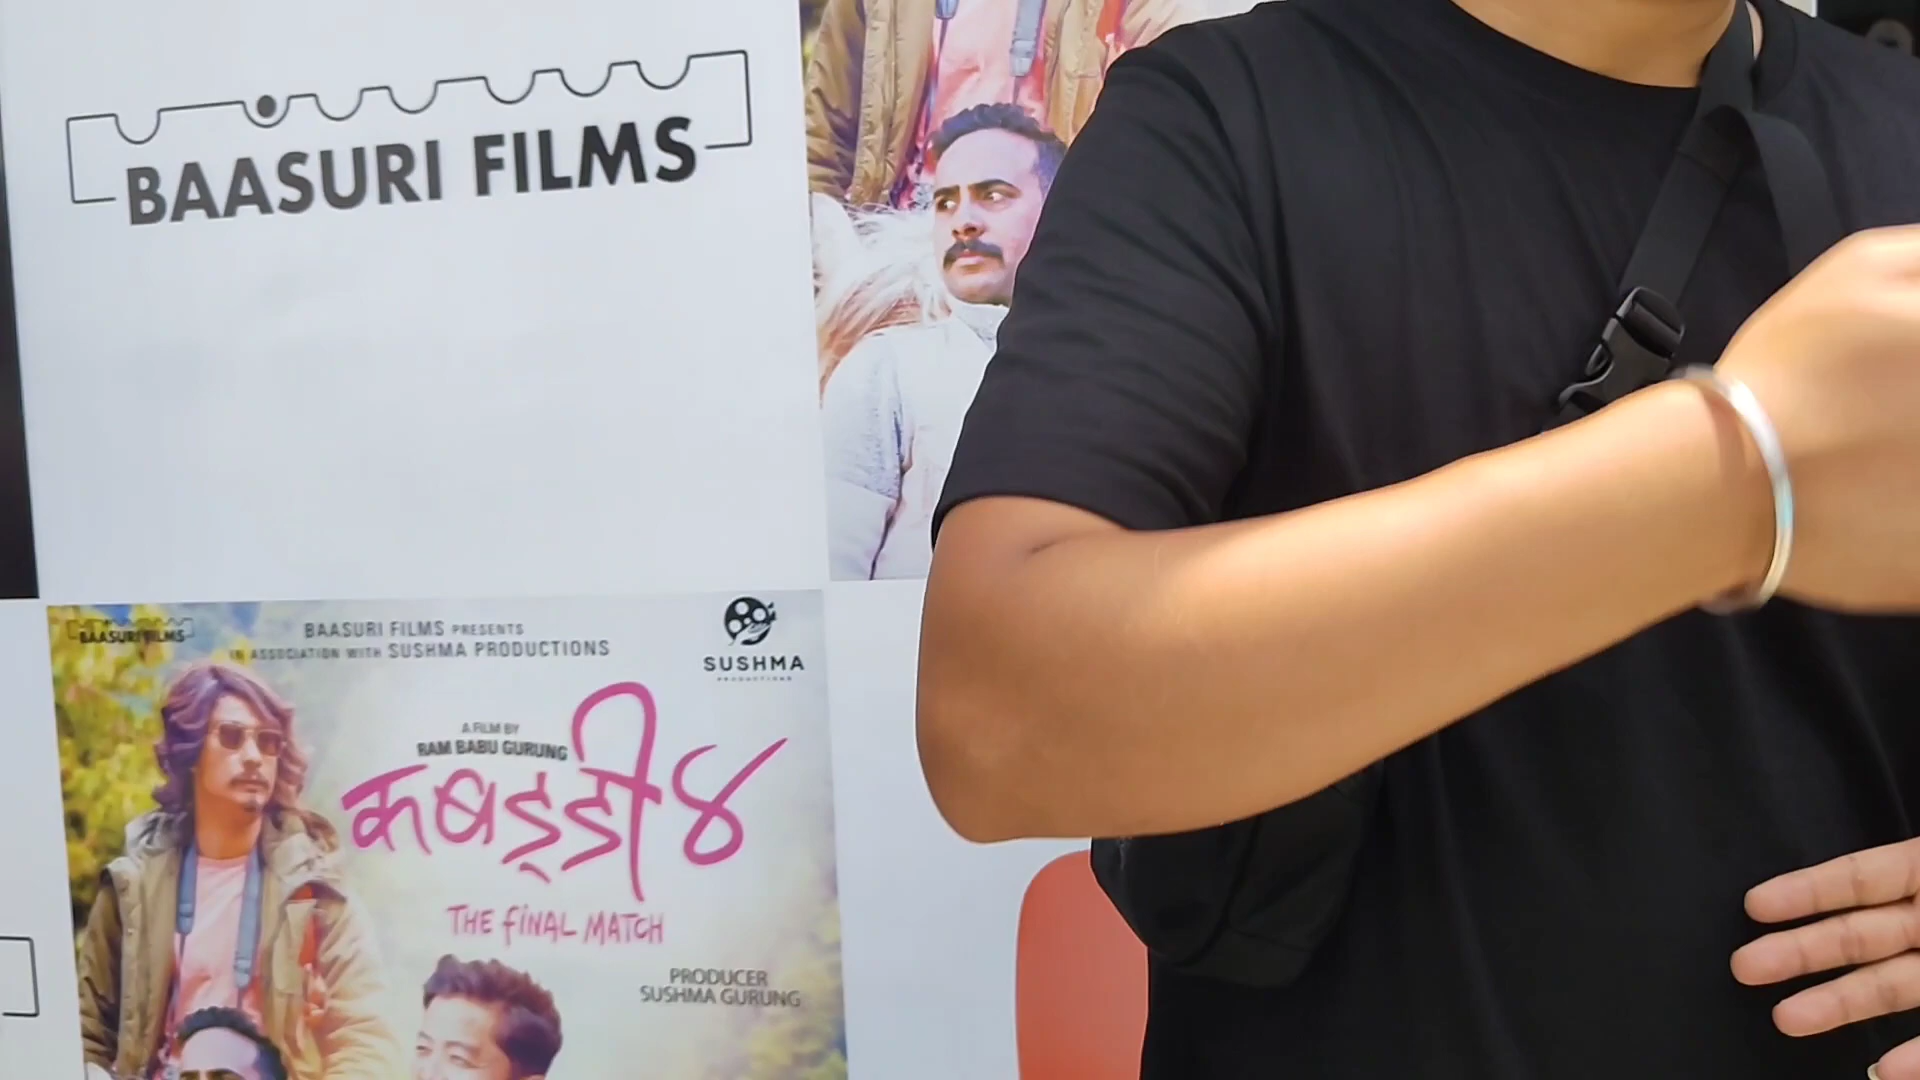 BAASURI FILMS
BAASURI FILMS
BAASURI FILMS PRESENTS
IN ASSOCIATION WITH SUSHMA PRODUCTIONS
SUSHMA
PRODUCTIONS
A FILM BY
RAM BABU GURUNG
कबड्डी ४
THE FINAL MATCH
PRODUCER
SUSHMA GURUNG